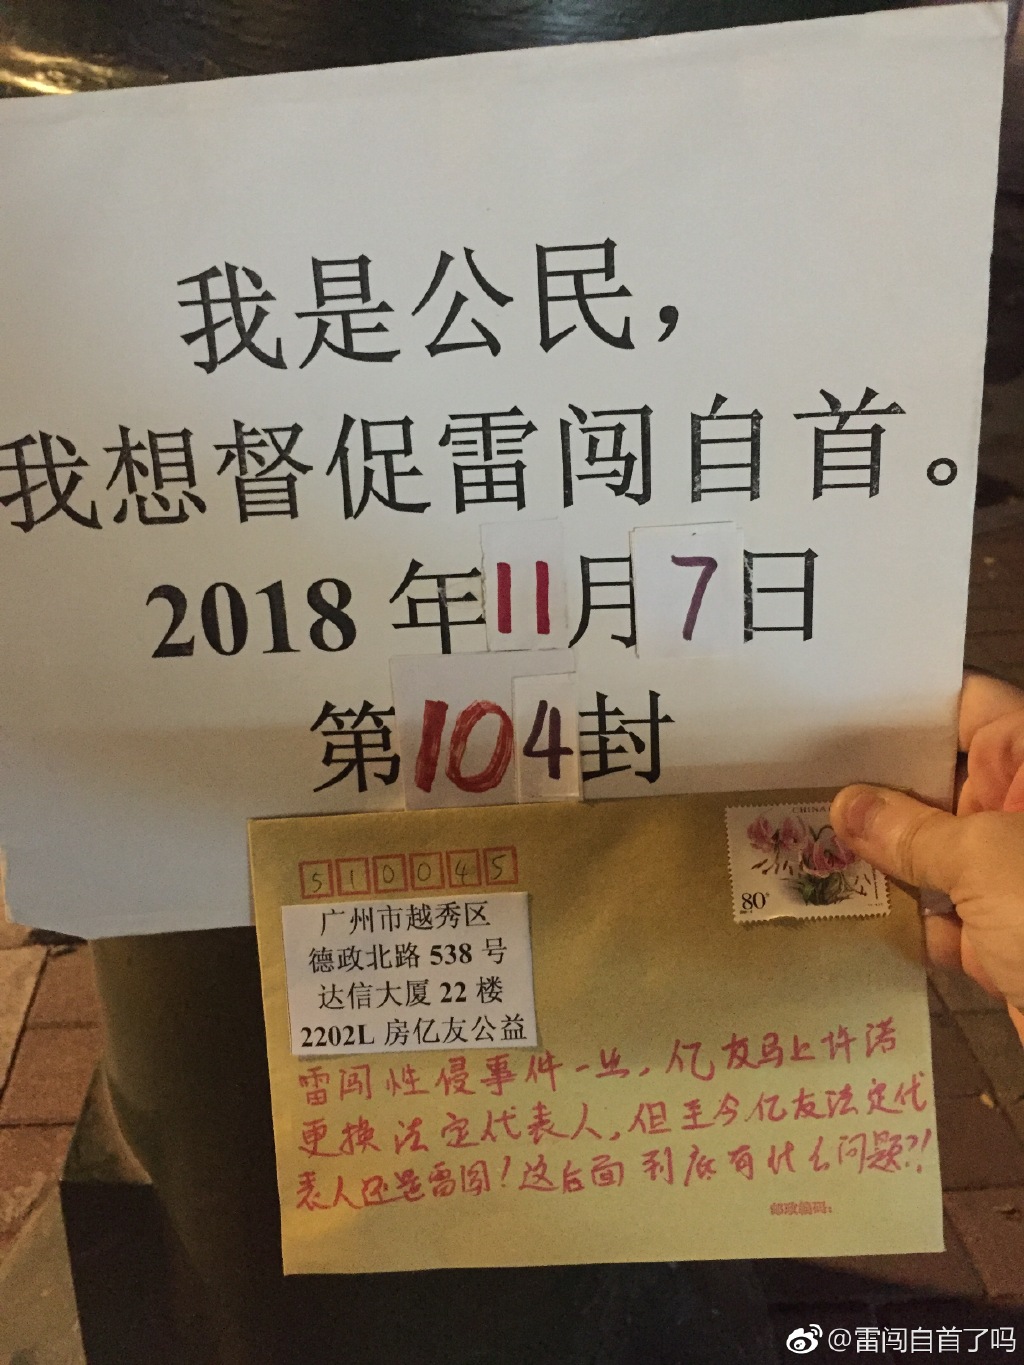 我是公民，
我想督促雷闯自首。
2018 年11月7日
第104封
CHINA
80分
510045
广州市越秀区
德政北路 538 号
达信大厦 22 楼
2202L 房亿友公益
雷闯性侵事件一出，亿友马上许诺
更换法定代表人，但至今亿友法定代
表人还是雷闯！这后面到底有什么问题?！
邮政编码：
@雷闯自首了吗